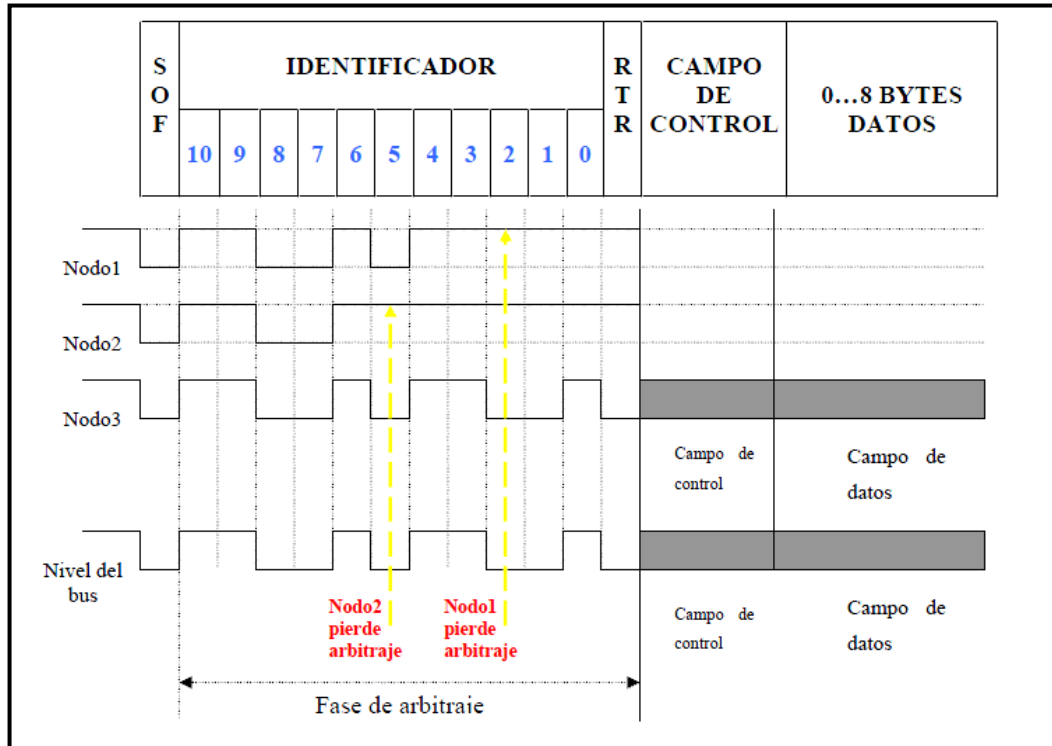 S
O
F
IDENTIFICADOR
R
T
R
CAMPO
DE
CONTROL
0…8 BYTES
DATOS
10 9 8 7 6 5 4 3 2 1 0
Nodo1
Nodo2
Nodo3
Campo de
control
Campo de
datos
Nivel del
bus
Nodo2
pierde
arbitraje
Nodo1
pierde
arbitraje
Campo de
control
Campo de
datos
Fase de arbitraie